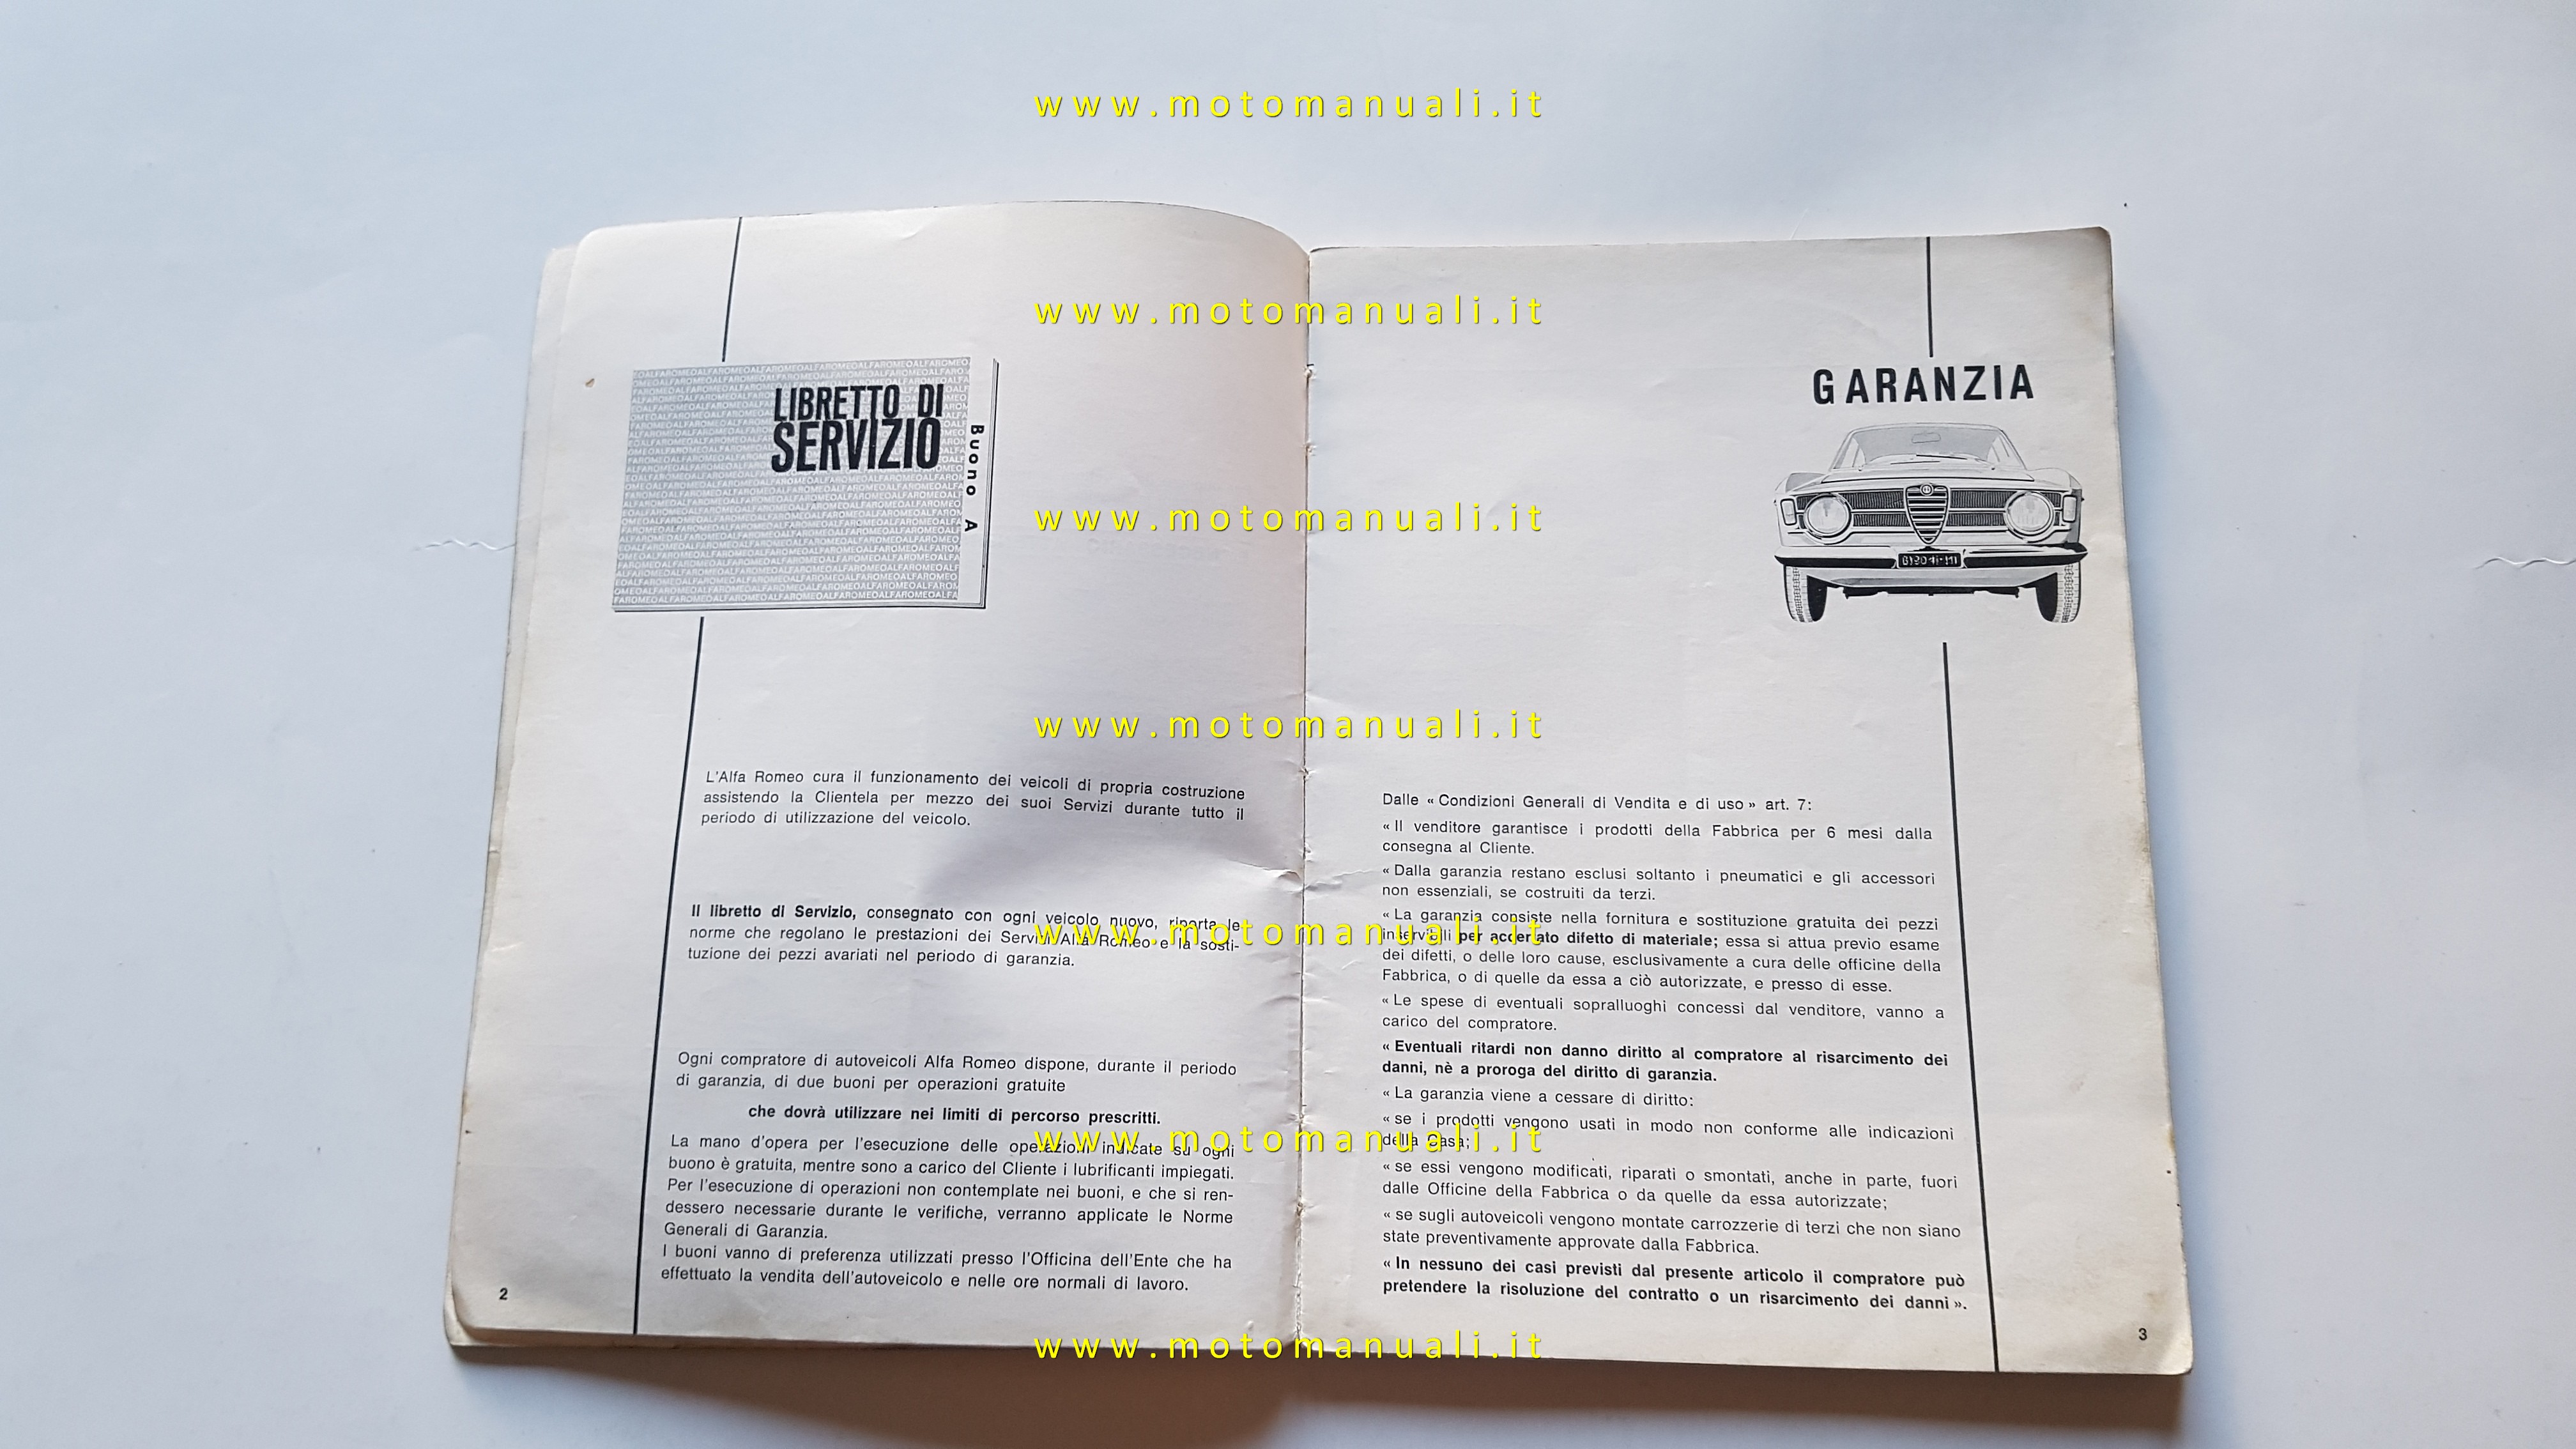 www.motomanuali.it
www.motomanuali.it
www.motomanuali.it
www.motomanuali.it
www.motomanuali.it
www.motomanuali.it
www.motomanuali.it
LIBRETTO DI
SERVIZIO
Buono A
L'Alfa Romeo cura il funzionamento dei veicoli di propria costruzione
assistendo la Clientela per mezzo dei suoi Servizi durante tutto il
periodo di utilizzazione del veicolo.
Il libretto di Servizio, consegnato con ogni veicolo nuovo, riporta le
norme che regolano le prestazioni dei Servizi Alfa Romeo e la sosti-
tuzione dei pezzi avariati nel periodo di garanzia.
Ogni compratore di autoveicoli Alfa Romeo dispone, durante il periodo
di garanzia, di due buoni per operazioni gratuite
che dovrà utilizzare nei limiti di percorso prescritti.
La mano d'opera per l'esecuzione delle operazioni indicate su ogni
buono è gratuita, mentre sono a carico del Cliente i lubrificanti impiegati.
Per l'esecuzione di operazioni non contemplate nei buoni, e che si ren-
dessero necessarie durante le verifiche, verranno applicate le Norme
Generali di Garanzia.
I buoni vanno di preferenza utilizzati presso l'Officina dell'Ente che ha
effettuato la vendita dell'autoveicolo e nelle ore normali di lavoro.
2
GARANZIA
Dalle « Condizioni Generali di Vendita e di uso » art. 7:
« Il venditore garantisce i prodotti della Fabbrica per 6 mesi dalla
consegna al Cliente.
« Dalla garanzia restano esclusi soltanto i pneumatici e gli accessori
non essenziali, se costruiti da terzi.
« La garanzia consiste nella fornitura e sostituzione gratuita dei pezzi
inservibili per accertato difetto di materiale; essa si attua previo esame
dei difetti, o delle loro cause, esclusivamente a cura delle officine della
Fabbrica, o di quelle da essa a ciò autorizzate, e presso di esse.
« Le spese di eventuali sopralluoghi concessi dal venditore, vanno a
carico del compratore.
« Eventuali ritardi non danno diritto al compratore al risarcimento dei
danni, nè a proroga del diritto di garanzia.
« La garanzia viene a cessare di diritto:
« se i prodotti vengono usati in modo non conforme alle indicazioni
della Casa;
« se essi vengono modificati, riparati o smontati, anche in parte, fuori
dalle Officine della Fabbrica o da quelle da essa autorizzate;
« se sugli autoveicoli vengono montate carrozzerie di terzi che non siano
state preventivamente approvate dalla Fabbrica.
« In nessuno dei casi previsti dal presente articolo il compratore può
pretendere la risoluzione del contratto o un risarcimento dei danni ».
3